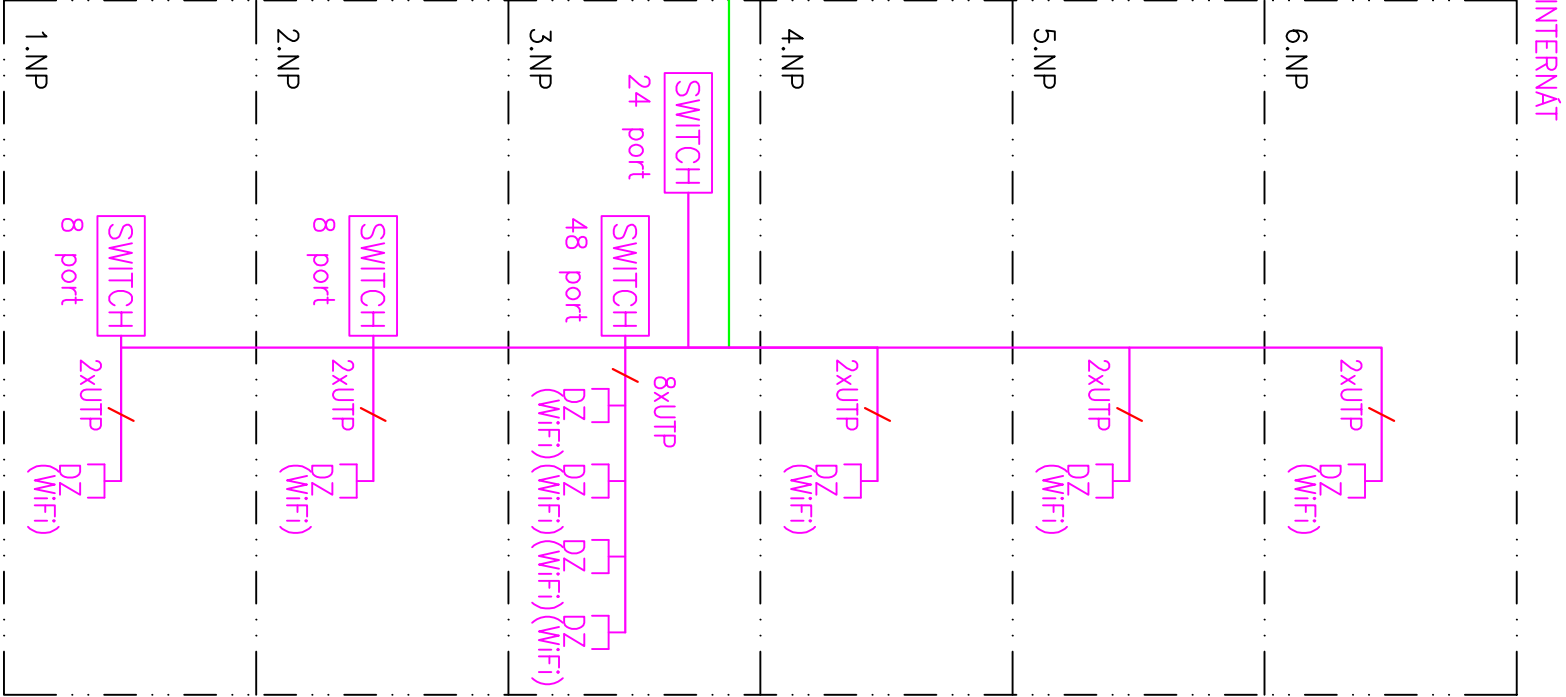 INTERNÁT
6.NP
2xUTP
DZ
(WiFi)
5.NP
2xUTP
DZ
(WiFi)
4.NP
2xUTP
DZ
(WiFi)
SWITCH
24 port
3.NP
SWITCH
48 port
8xUTP
DZ
(WiFi)
DZ
(WiFi)
DZ
(WiFi)
DZ
(WiFi)
2.NP
SWITCH
8 port
2xUTP
DZ
(WiFi)
1.NP
SWITCH
8 port
2xUTP
DZ
(WiFi)